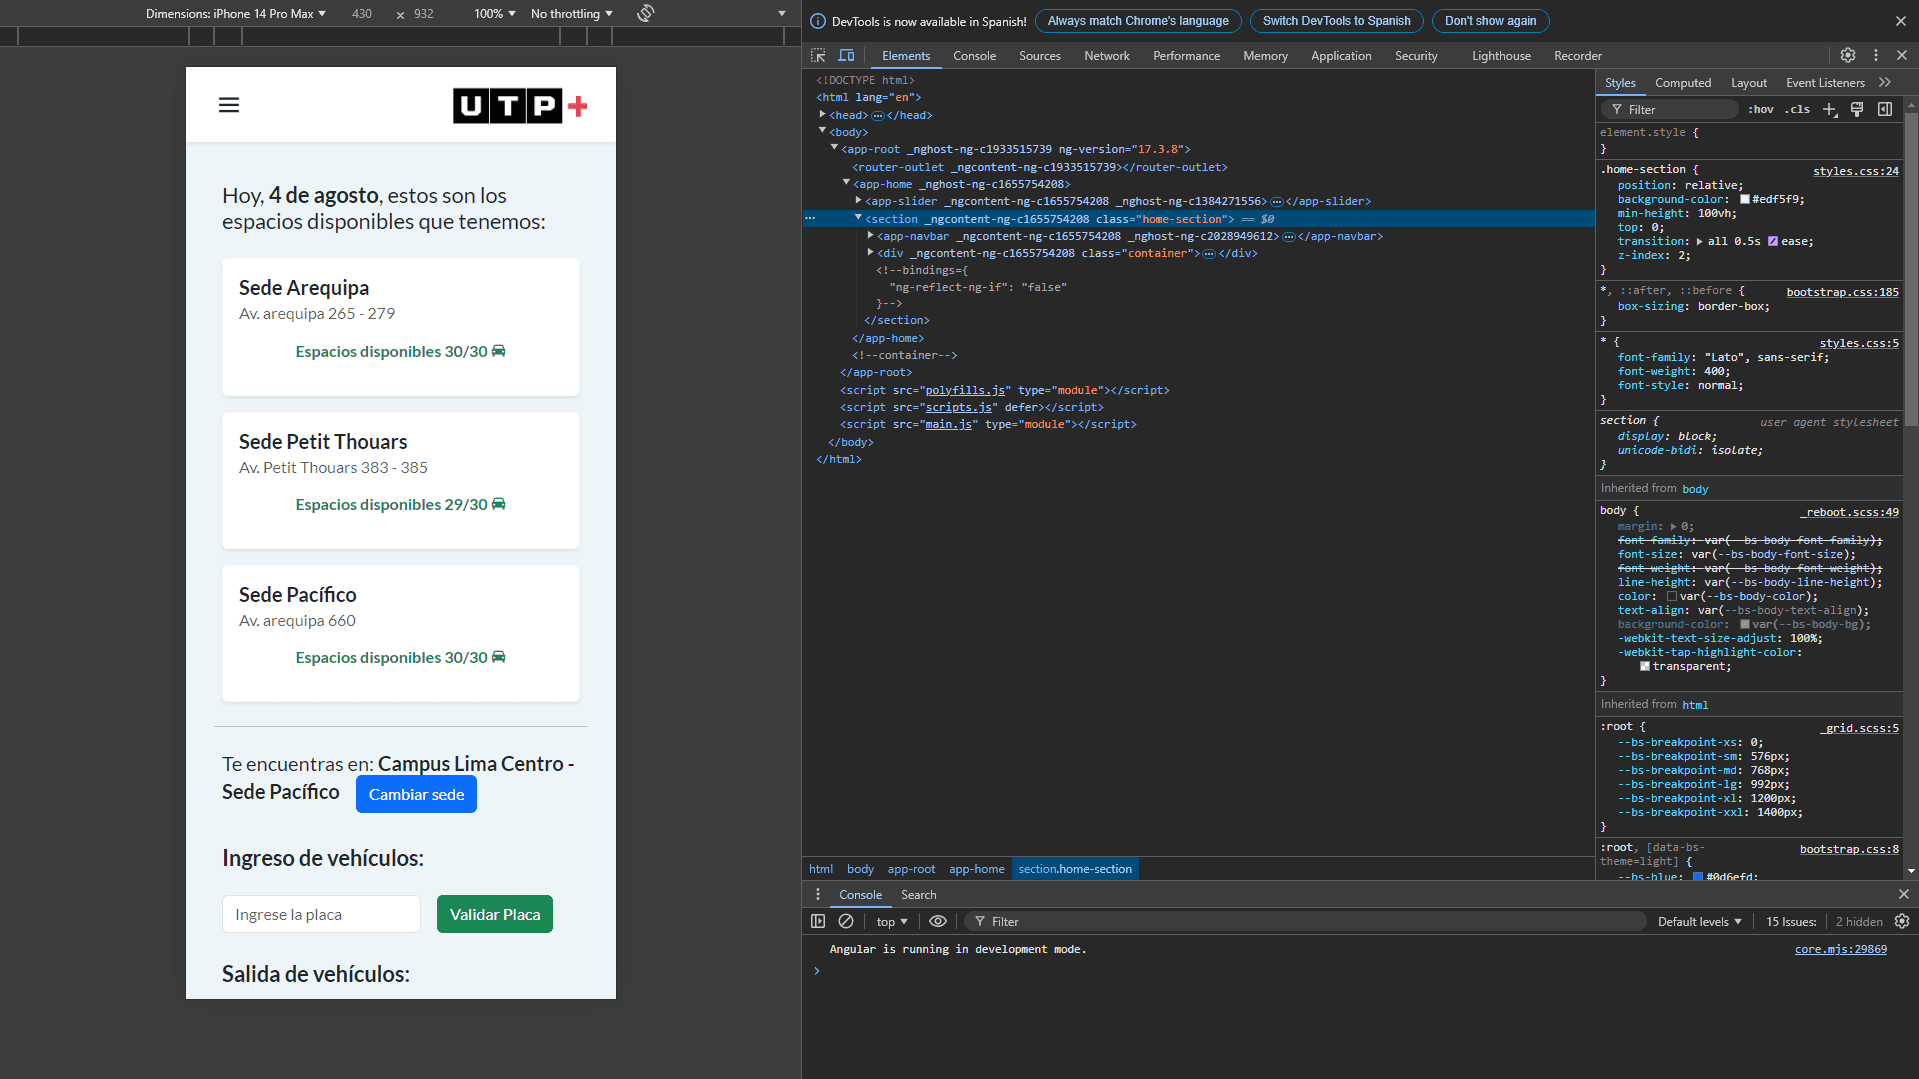 Dimensions: iPhone 14 Pro Max 430 × 932 100% No throttling
UTP+
Hoy, 4 de agosto, estos son los
espacios disponibles que tenemos:
Sede Arequipa
Av. arequipa 265 - 279
Espacios disponibles 30/30
Sede Petit Thouars
Av. Petit Thouars 383 - 385
Espacios disponibles 29/30
Sede Pacífico
Av. arequipa 660
Espacios disponibles 30/30
Te encuentras en: Campus Lima Centro -
Sede Pacífico Cambiar sede
Ingreso de vehículos:
Ingrese la placa Validar Placa
Salida de vehículos:
DevTools is now available in Spanish! Always match Chrome's language Switch DevTools to Spanish Don't show again
Elements Console Sources Network Performance Memory Application Security Lighthouse Recorder
<!DOCTYPE html>
<html lang="en">
<head> … </head>
<body>
<app-root _nghost-ng-c1933515739 ng-version="17.3.8">
<router-outlet _ngcontent-ng-c1933515739></router-outlet>
<app-home _nghost-ng-c1655754208>
<app-slider _ngcontent-ng-c1655754208 _nghost-ng-c1384271556> … </app-slider>
… <section _ngcontent-ng-c1655754208 class="home-section"> == $0
<app-navbar _ngcontent-ng-c1655754208 _nghost-ng-c2028949612> … </app-navbar>
<div _ngcontent-ng-c1655754208 class="container"> … </div>
<!--bindings={
"ng-reflect-ng-if": "false"
}-->
</section>
</app-home>
<!--container-->
</app-root>
<script src="polyfills.js" type="module"></script>
<script src="scripts.js" defer></script>
<script src="main.js" type="module"></script>
</body>
</html>
html body app-root app-home section.home-section
Styles Computed Layout Event Listeners
Filter :hov .cls
element.style {
}
.home-section { styles.css:24
position: relative;
background-color: #edf5f9;
min-height: 100vh;
top: 0;
transition: all 0.5s ease;
z-index: 2;
}
*, ::after, ::before { bootstrap.css:185
box-sizing: border-box;
}
* { styles.css:5
font-family: "Lato", sans-serif;
font-weight: 400;
font-style: normal;
}
section { user agent stylesheet
display: block;
unicode-bidi: isolate;
}
Inherited from body
body { _reboot.scss:49
margin: 0;
font-family: var(--bs-body-font-family);
font-size: var(--bs-body-font-size);
font-weight: var(--bs-body-font-weight);
line-height: var(--bs-body-line-height);
color: var(--bs-body-color);
text-align: var(--bs-body-text-align);
background-color: var(--bs-body-bg);
-webkit-text-size-adjust: 100%;
-webkit-tap-highlight-color:
transparent;
}
Inherited from html
:root { _grid.scss:5
--bs-breakpoint-xs: 0;
--bs-breakpoint-sm: 576px;
--bs-breakpoint-md: 768px;
--bs-breakpoint-lg: 992px;
--bs-breakpoint-xl: 1200px;
--bs-breakpoint-xxl: 1400px;
}
:root, [data-bs- bootstrap.css:8
theme=light] {
--bs-blue: #0d6efd;
Console Search
top Filter Default levels 15 Issues: 2 hidden
Angular is running in development mode. core.mjs:29869